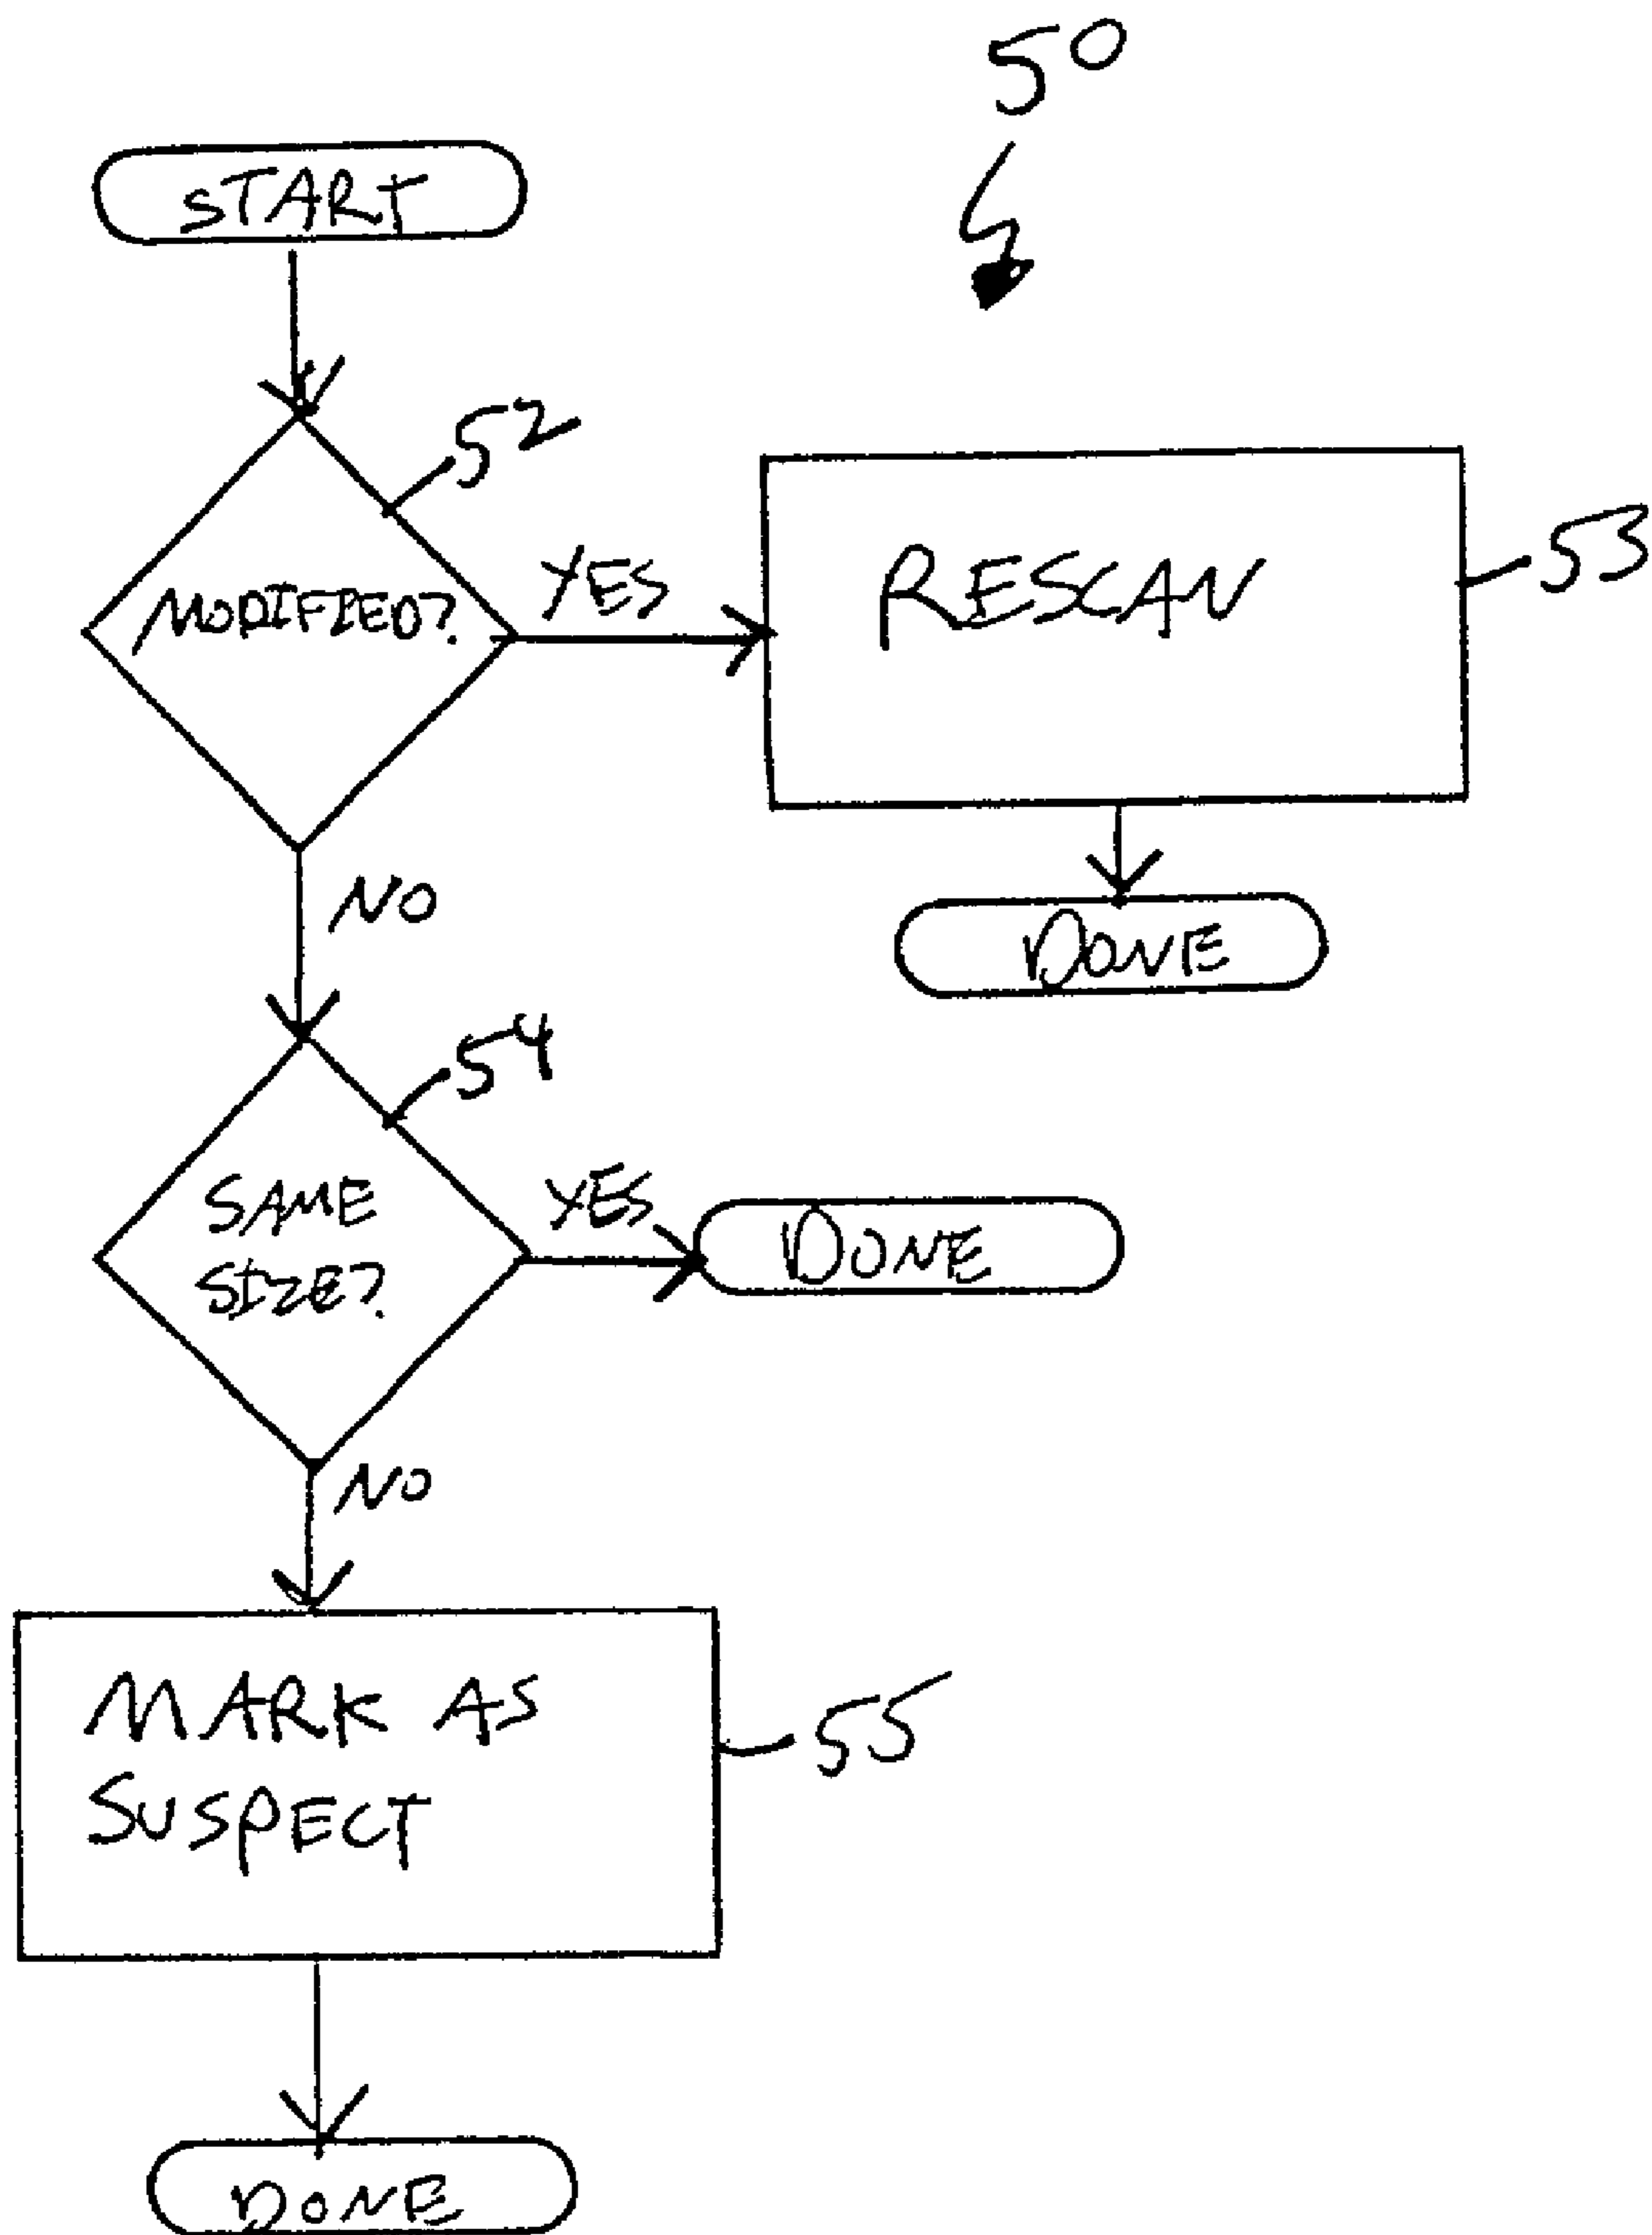 50
START
52
MODIFIED?
YES
RESCAN
53
NO
DONE
54
SAME
SIZE?
YES
DONE
NO
MARK AS
SUSPECT
55
DONE